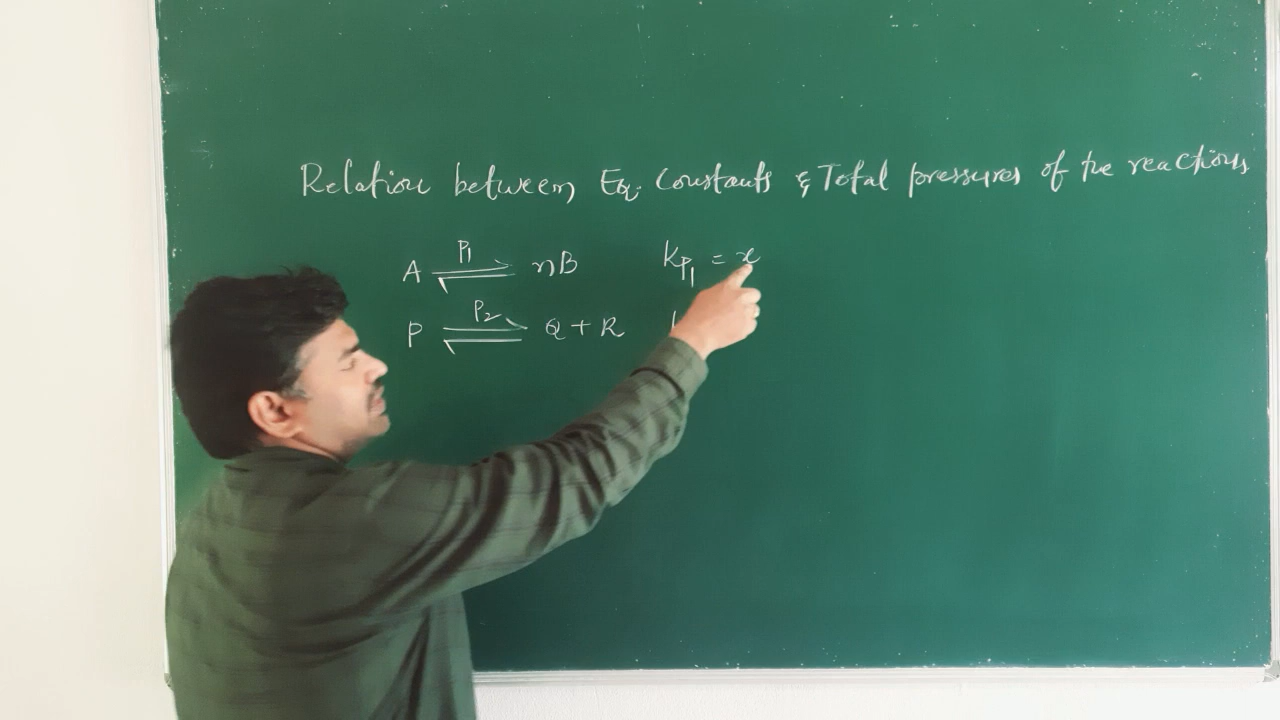 Relation between Eq. Constants & Total pressures of the reactions
A ⇌ nB P1 Kp1 = x
P ⇌ Q + R P2